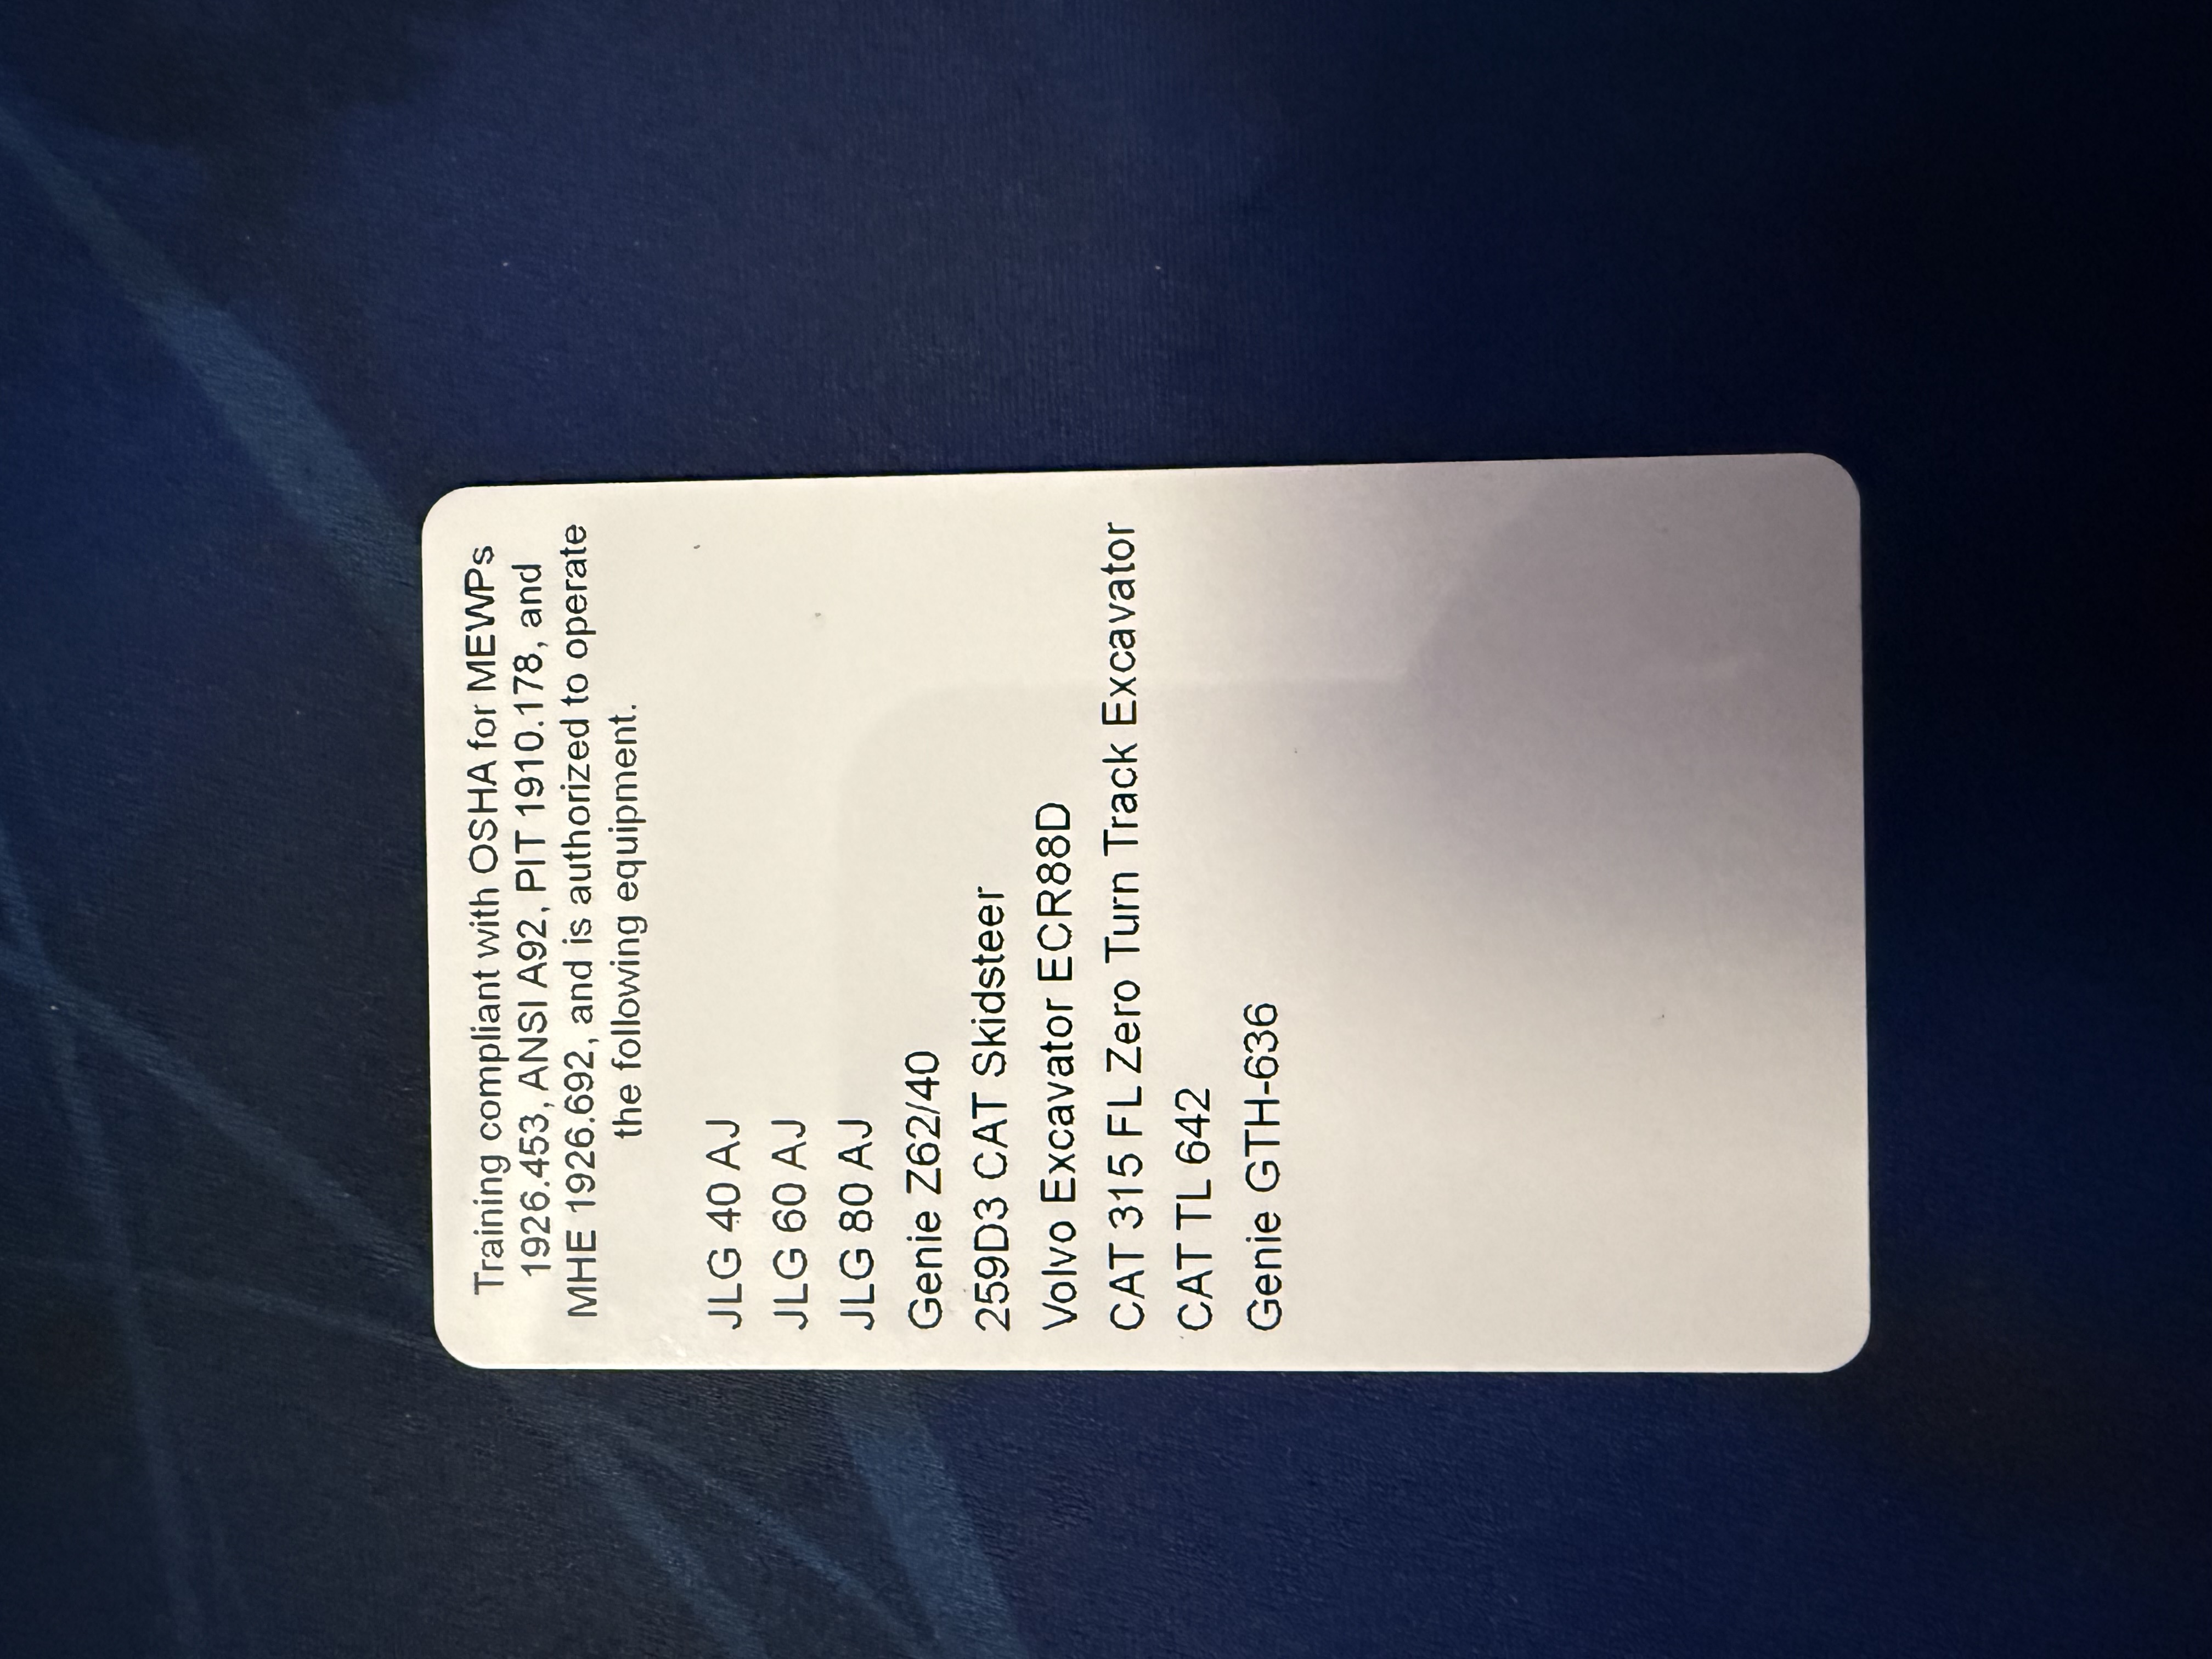 Training compliant with OSHA for MEWPs
1926.453, ANSI A92, PIT 1910.178, and
MHE 1926.692, and is authorized to operate
the following equipment.
JLG 40 AJ
JLG 60 AJ
JLG 80 AJ
Genie Z62/40
259D3 CAT Skidsteer
Volvo Excavator ECR88D
CAT 315 FL Zero Turn Track Excavator
CAT TL 642
Genie GTH-636